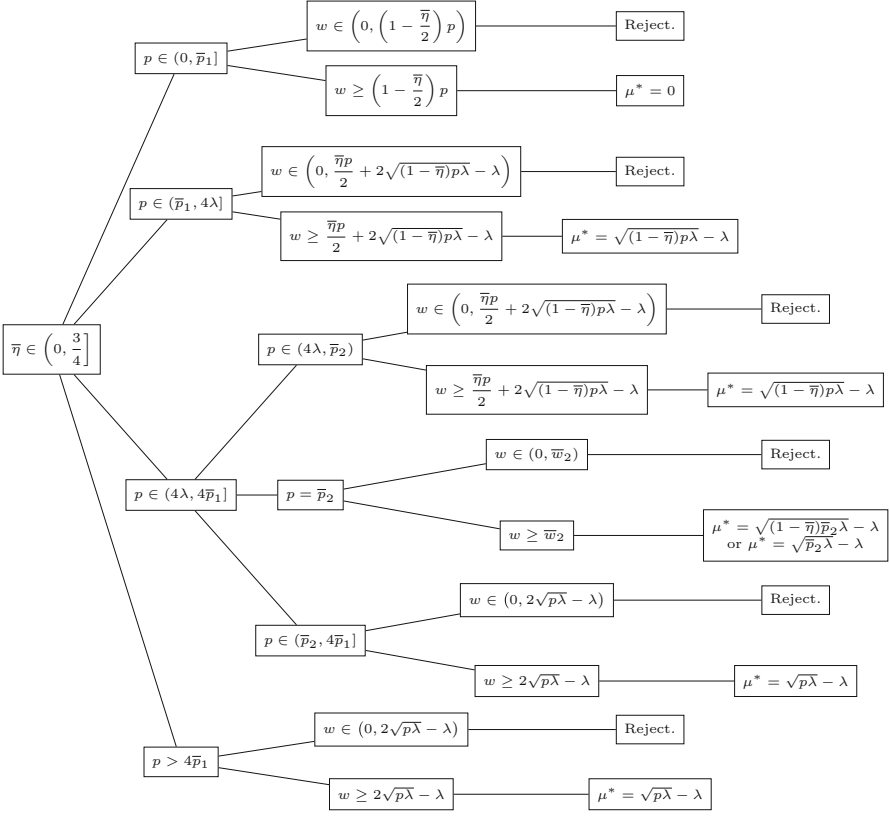 w ∈ (0, (1 − η̅/2) p)
Reject.
p ∈ (0, p̅₁]
w ≥ (1 − η̅/2) p
μ* = 0
w ∈ (0, η̅p/2 + 2√((1 − η̅)pλ) − λ)
Reject.
p ∈ (p̅₁, 4λ]
w ≥ η̅p/2 + 2√((1 − η̅)pλ) − λ
μ* = √((1 − η̅)pλ) − λ
w ∈ (0, η̅p/2 + 2√((1 − η̅)pλ) − λ)
Reject.
η̅ ∈ (0, 3/4]
p ∈ (4λ, p̅₂)
w ≥ η̅p/2 + 2√((1 − η̅)pλ) − λ
μ* = √((1 − η̅)pλ) − λ
w ∈ (0, w̅₂)
Reject.
p ∈ (4λ, 4p̅₁]
p = p̅₂
w ≥ w̅₂
μ* = √((1 − η̅)p̅₂λ) − λ
or μ* = √(p̅₂λ) − λ
w ∈ (0, 2√(pλ) − λ)
Reject.
p ∈ (p̅₂, 4p̅₁]
w ≥ 2√(pλ) − λ
μ* = √(pλ) − λ
w ∈ (0, 2√(pλ) − λ)
Reject.
p > 4p̅₁
w ≥ 2√(pλ) − λ
μ* = √(pλ) − λ